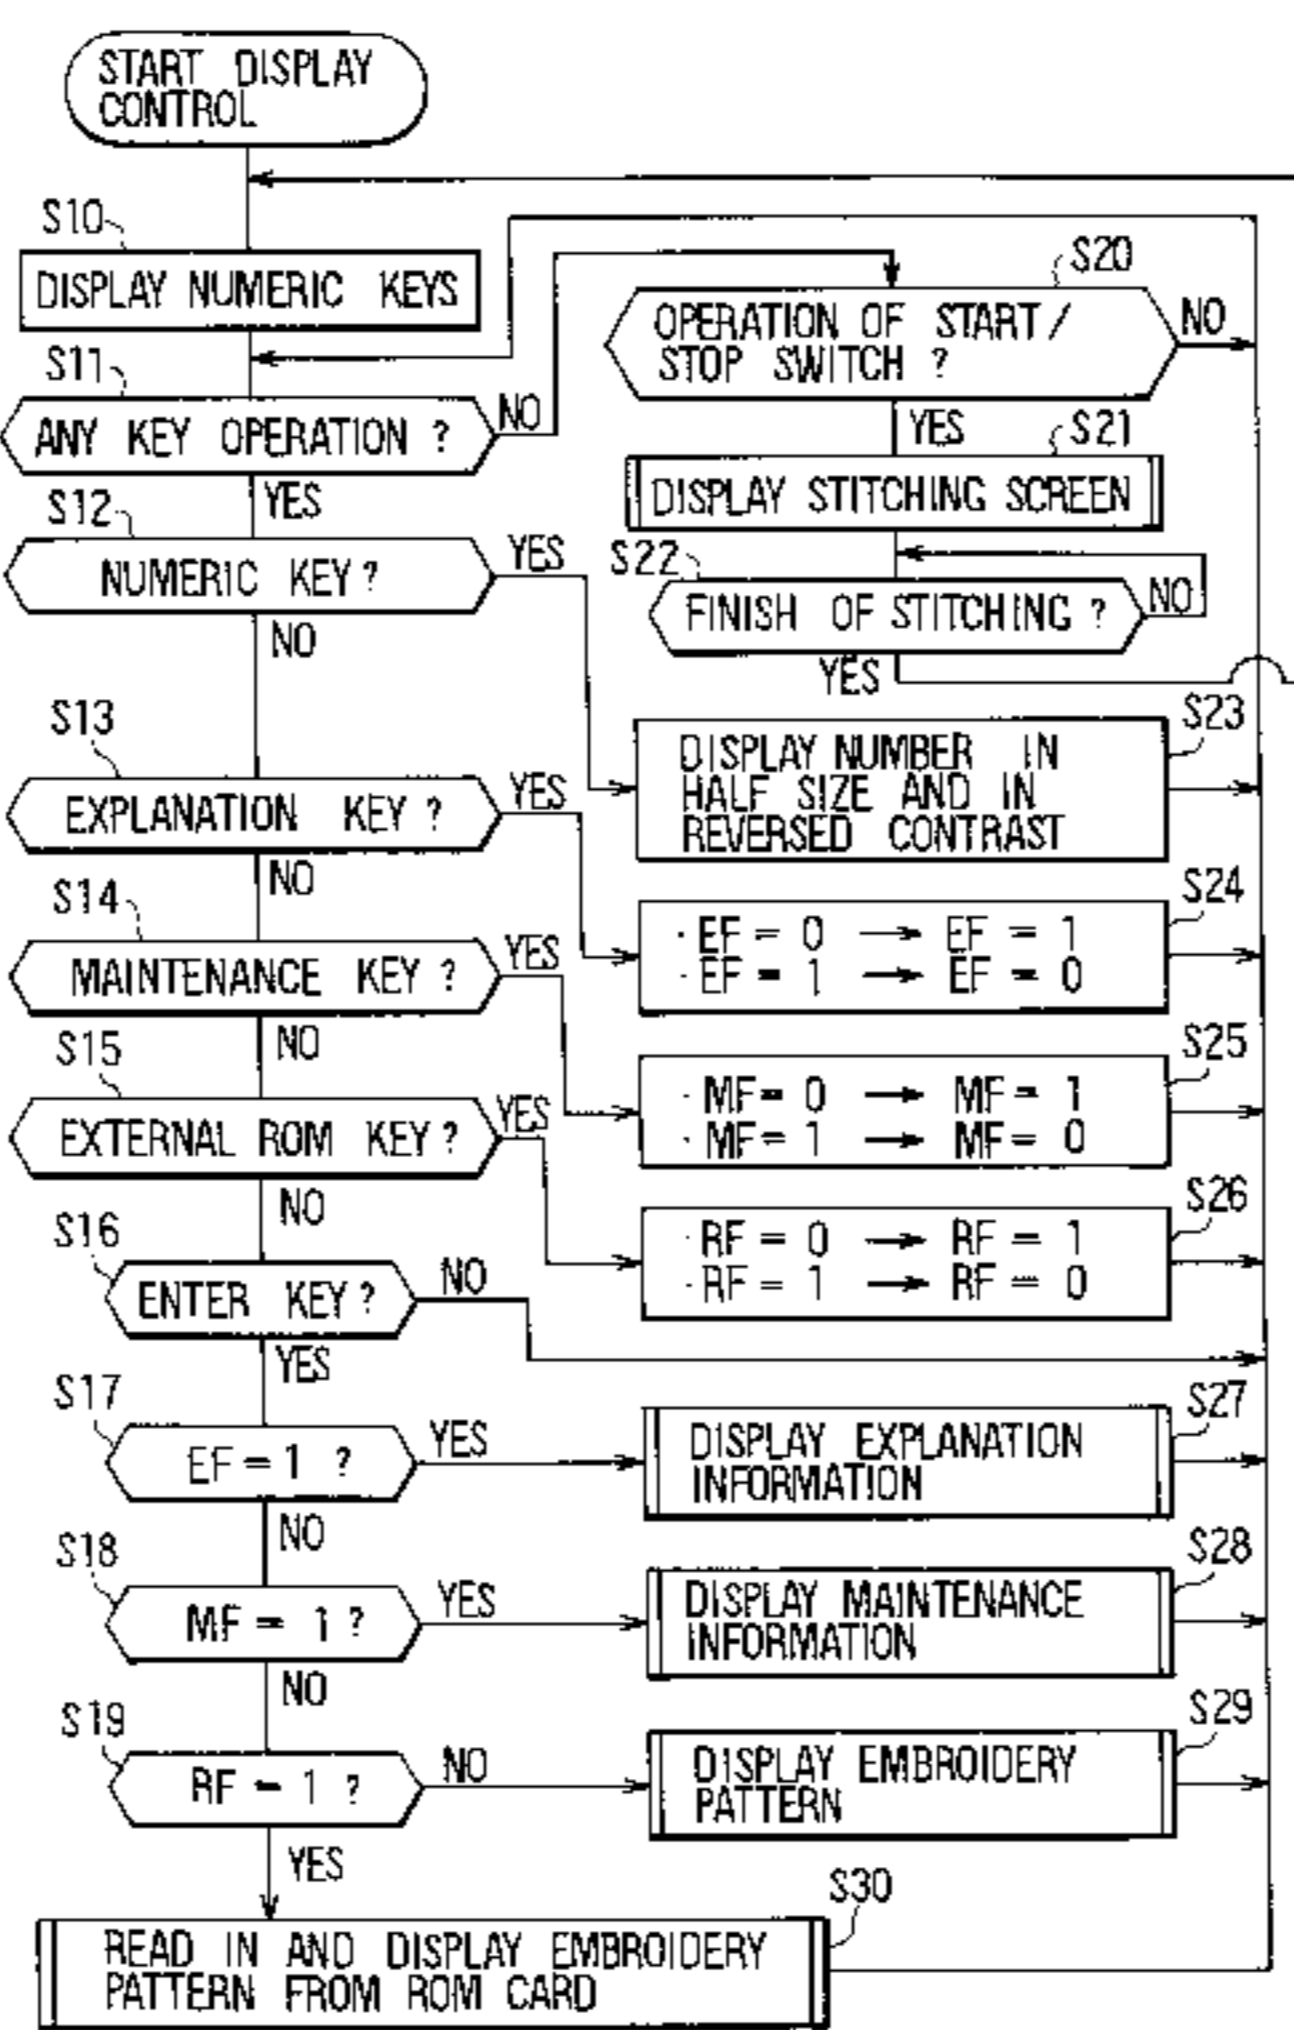 START DISPLAY
CONTROL
S10
DISPLAY NUMERIC KEYS
S11
ANY KEY OPERATION ?
NO
YES
S20
OPERATION OF START /
STOP SWITCH ?
NO
YES
S21
DISPLAY STITCHING SCREEN
S22
FINISH OF STITCHING ?
NO
YES
S12
NUMERIC KEY ?
YES
NO
S23
DISPLAY NUMBER IN
HALF SIZE AND IN
REVERSED CONTRAST
S13
EXPLANATION KEY ?
YES
NO
S24
· EF = 0 → EF = 1
· EF = 1 → EF = 0
S14
MAINTENANCE KEY ?
YES
NO
S25
· MF = 0 → MF = 1
· MF = 1 → MF = 0
S15
EXTERNAL ROM KEY ?
YES
NO
S26
· RF = 0 → RF = 1
· RF = 1 → RF = 0
S16
ENTER KEY ?
NO
YES
S17
EF = 1 ?
YES
NO
S27
DISPLAY EXPLANATION
INFORMATION
S18
MF = 1 ?
YES
NO
S28
DISPLAY MAINTENANCE
INFORMATION
S19
RF = 1 ?
NO
YES
S29
DISPLAY EMBROIDERY
PATTERN
S30
READ IN AND DISPLAY EMBROIDERY
PATTERN FROM ROM CARD